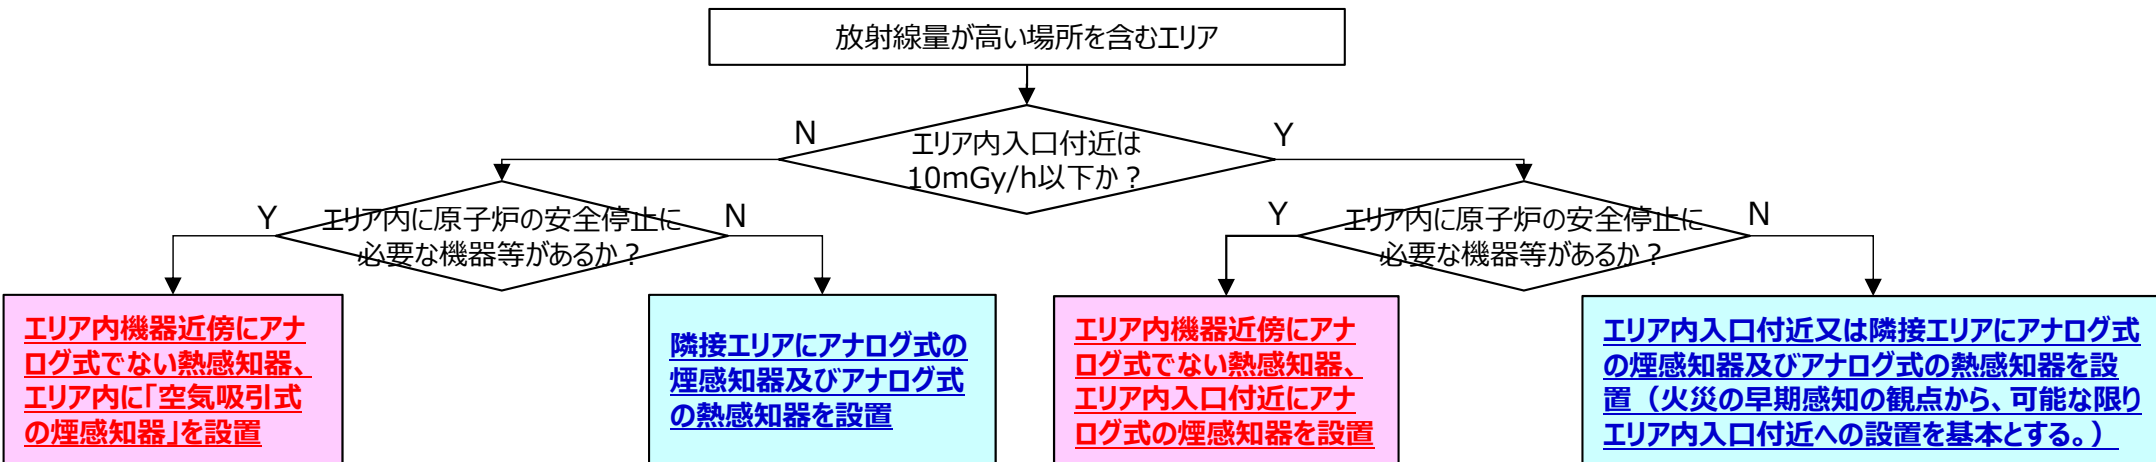 放射線量が高い場所を含むエリア
エリア内入口付近は
10mGy/h以下か？
N
Y
エリア内に原子炉の安全停止に
必要な機器等があるか？
Y
N
エリア内に原子炉の安全停止に
必要な機器等があるか？
Y
N
エリア内機器近傍にアナ
ログ式でない熱感知器、
エリア内に「空気吸引式
の煙感知器」を設置
隣接エリアにアナログ式の
煙感知器及びアナログ式
の熱感知器を設置
エリア内機器近傍にアナ
ログ式でない熱感知器、
エリア内入口付近にアナ
ログ式の煙感知器を設置
エリア内入口付近又は隣接エリアにアナログ式
の煙感知器及びアナログ式の熱感知器を設
置（火災の早期感知の観点から、可能な限り
エリア内入口付近への設置を基本とする。）